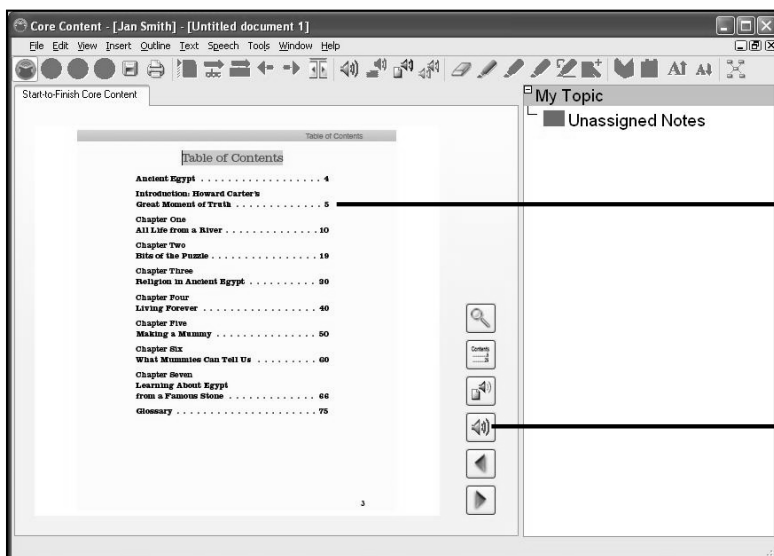 Core Content - [Jan Smith] - [Untitled document 1]
File Edit View Insert Outline Text Speech Tools Window Help
Start-to-Finish Core Content
My Topic
Unassigned Notes
Table of Contents
Table of Contents
Ancient Egypt . . . . . . . . . . . . . . . . . . 4
Introduction: Howard Carter's
Great Moment of Truth . . . . . . . . . . . . . 5
Chapter One
All Life from a River . . . . . . . . . . . . . . 10
Chapter Two
Bits of the Puzzle . . . . . . . . . . . . . . . . 19
Chapter Three
Religion in Ancient Egypt . . . . . . . . . . 30
Chapter Four
Living Forever . . . . . . . . . . . . . . . . . 40
Chapter Five
Making a Mummy . . . . . . . . . . . . . . . 50
Chapter Six
What Mummies Can Tell Us . . . . . . . . . 60
Chapter Seven
Learning About Egypt
from a Famous Stone . . . . . . . . . . . . . 66
Glossary . . . . . . . . . . . . . . . . . . . . . 75
Contents
3